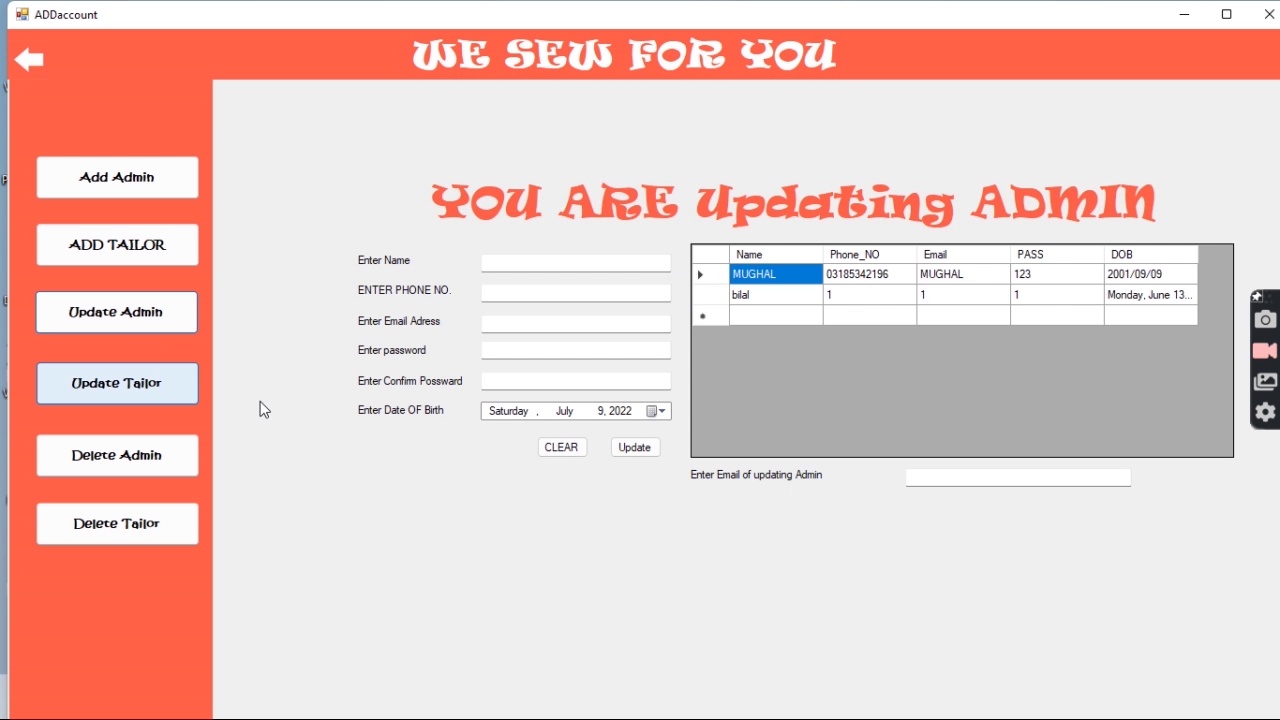 ADDaccount
WE SEW FOR YOU
Add Admin
ADD TAILOR
Update Admin
Update Tailor
Delete Admin
Delete Tailor
YOU ARE Updating ADMIN
Enter Name
ENTER PHONE NO.
Enter Email Adress
Enter password
Enter Confirm Possward
Enter Date OF Birth
Saturday , July 9, 2022
CLEAR Update
Name Phone_NO Email PASS DOB
MUGHAL 03185342196 MUGHAL 123 2001/09/09
bilal 1 1 1 Monday, June 13...
Enter Email of updating Admin